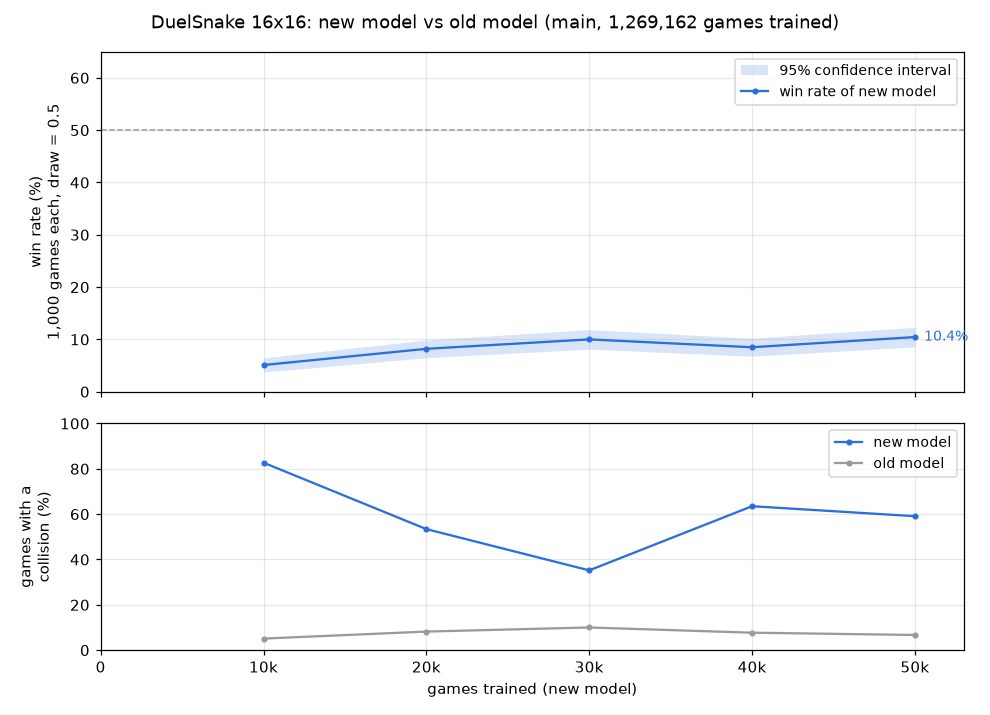 DuelSnake 16x16: new model vs old model (main, 1,269,162 games trained)
win rate (%)
1,000 games each, draw = 0.5
60
50
40
30
20
10
0
95% confidence interval
win rate of new model
10.4%
games with a
collision (%)
100
80
60
40
20
0
new model
old model
0
10k
20k
30k
40k
50k
games trained (new model)